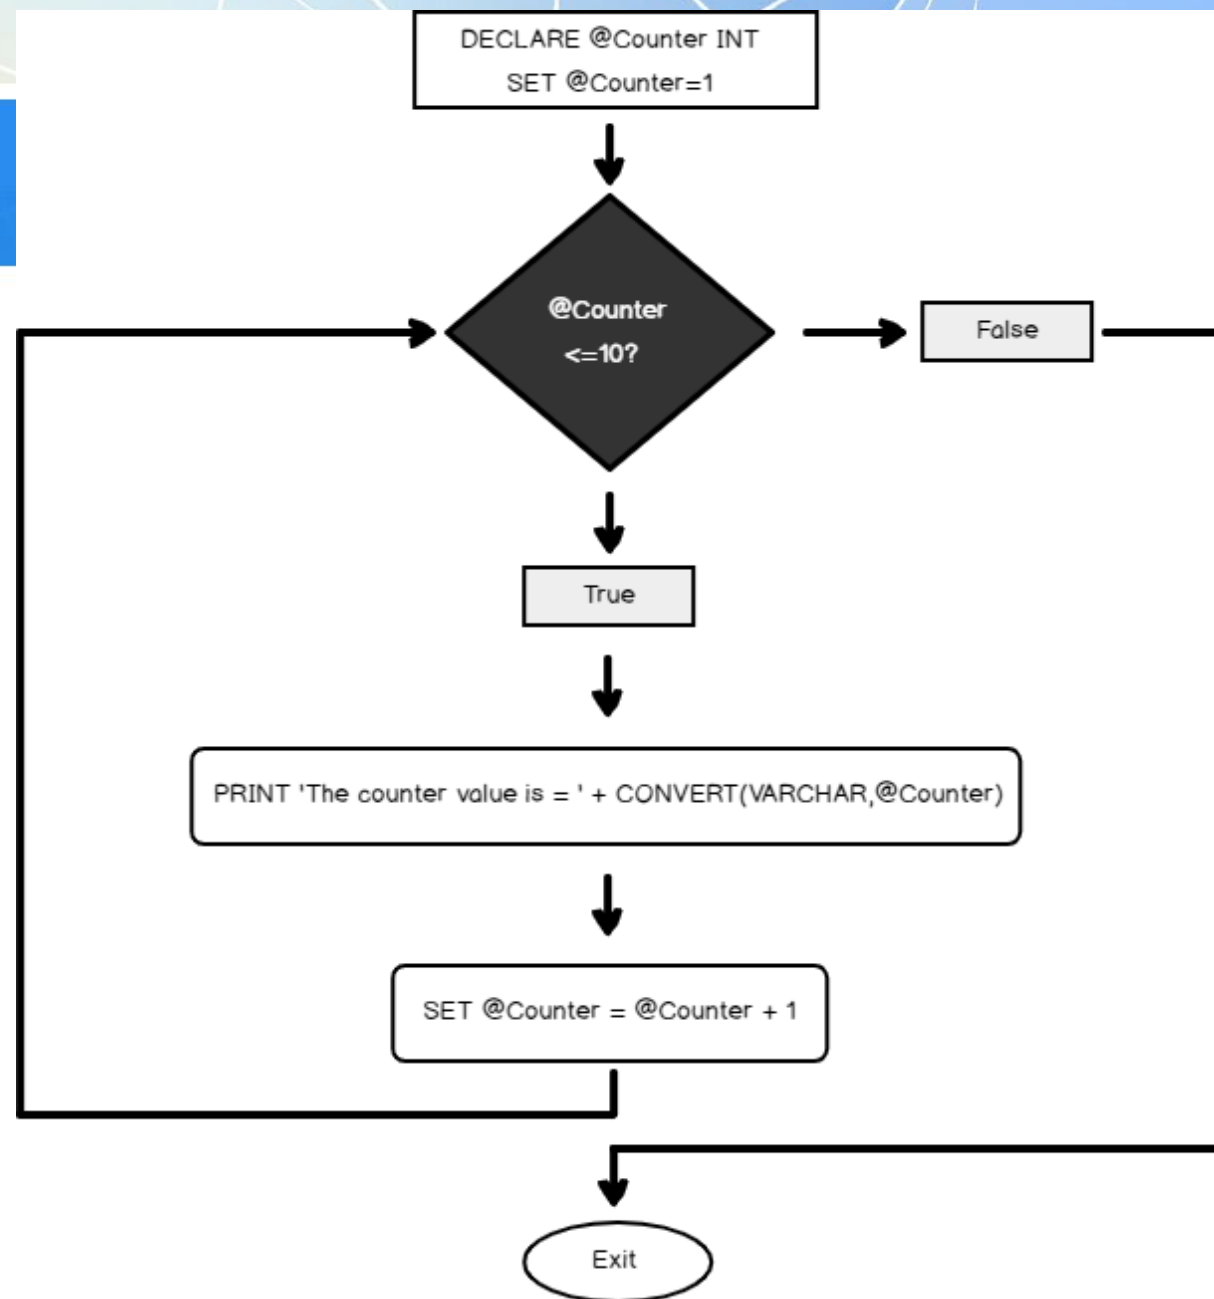 DECLARE @Counter INT
SET @Counter=1
@Counter
<=10?
False
True
PRINT 'The counter value is = ' + CONVERT(VARCHAR,@Counter)
SET @Counter = @Counter + 1
Exit